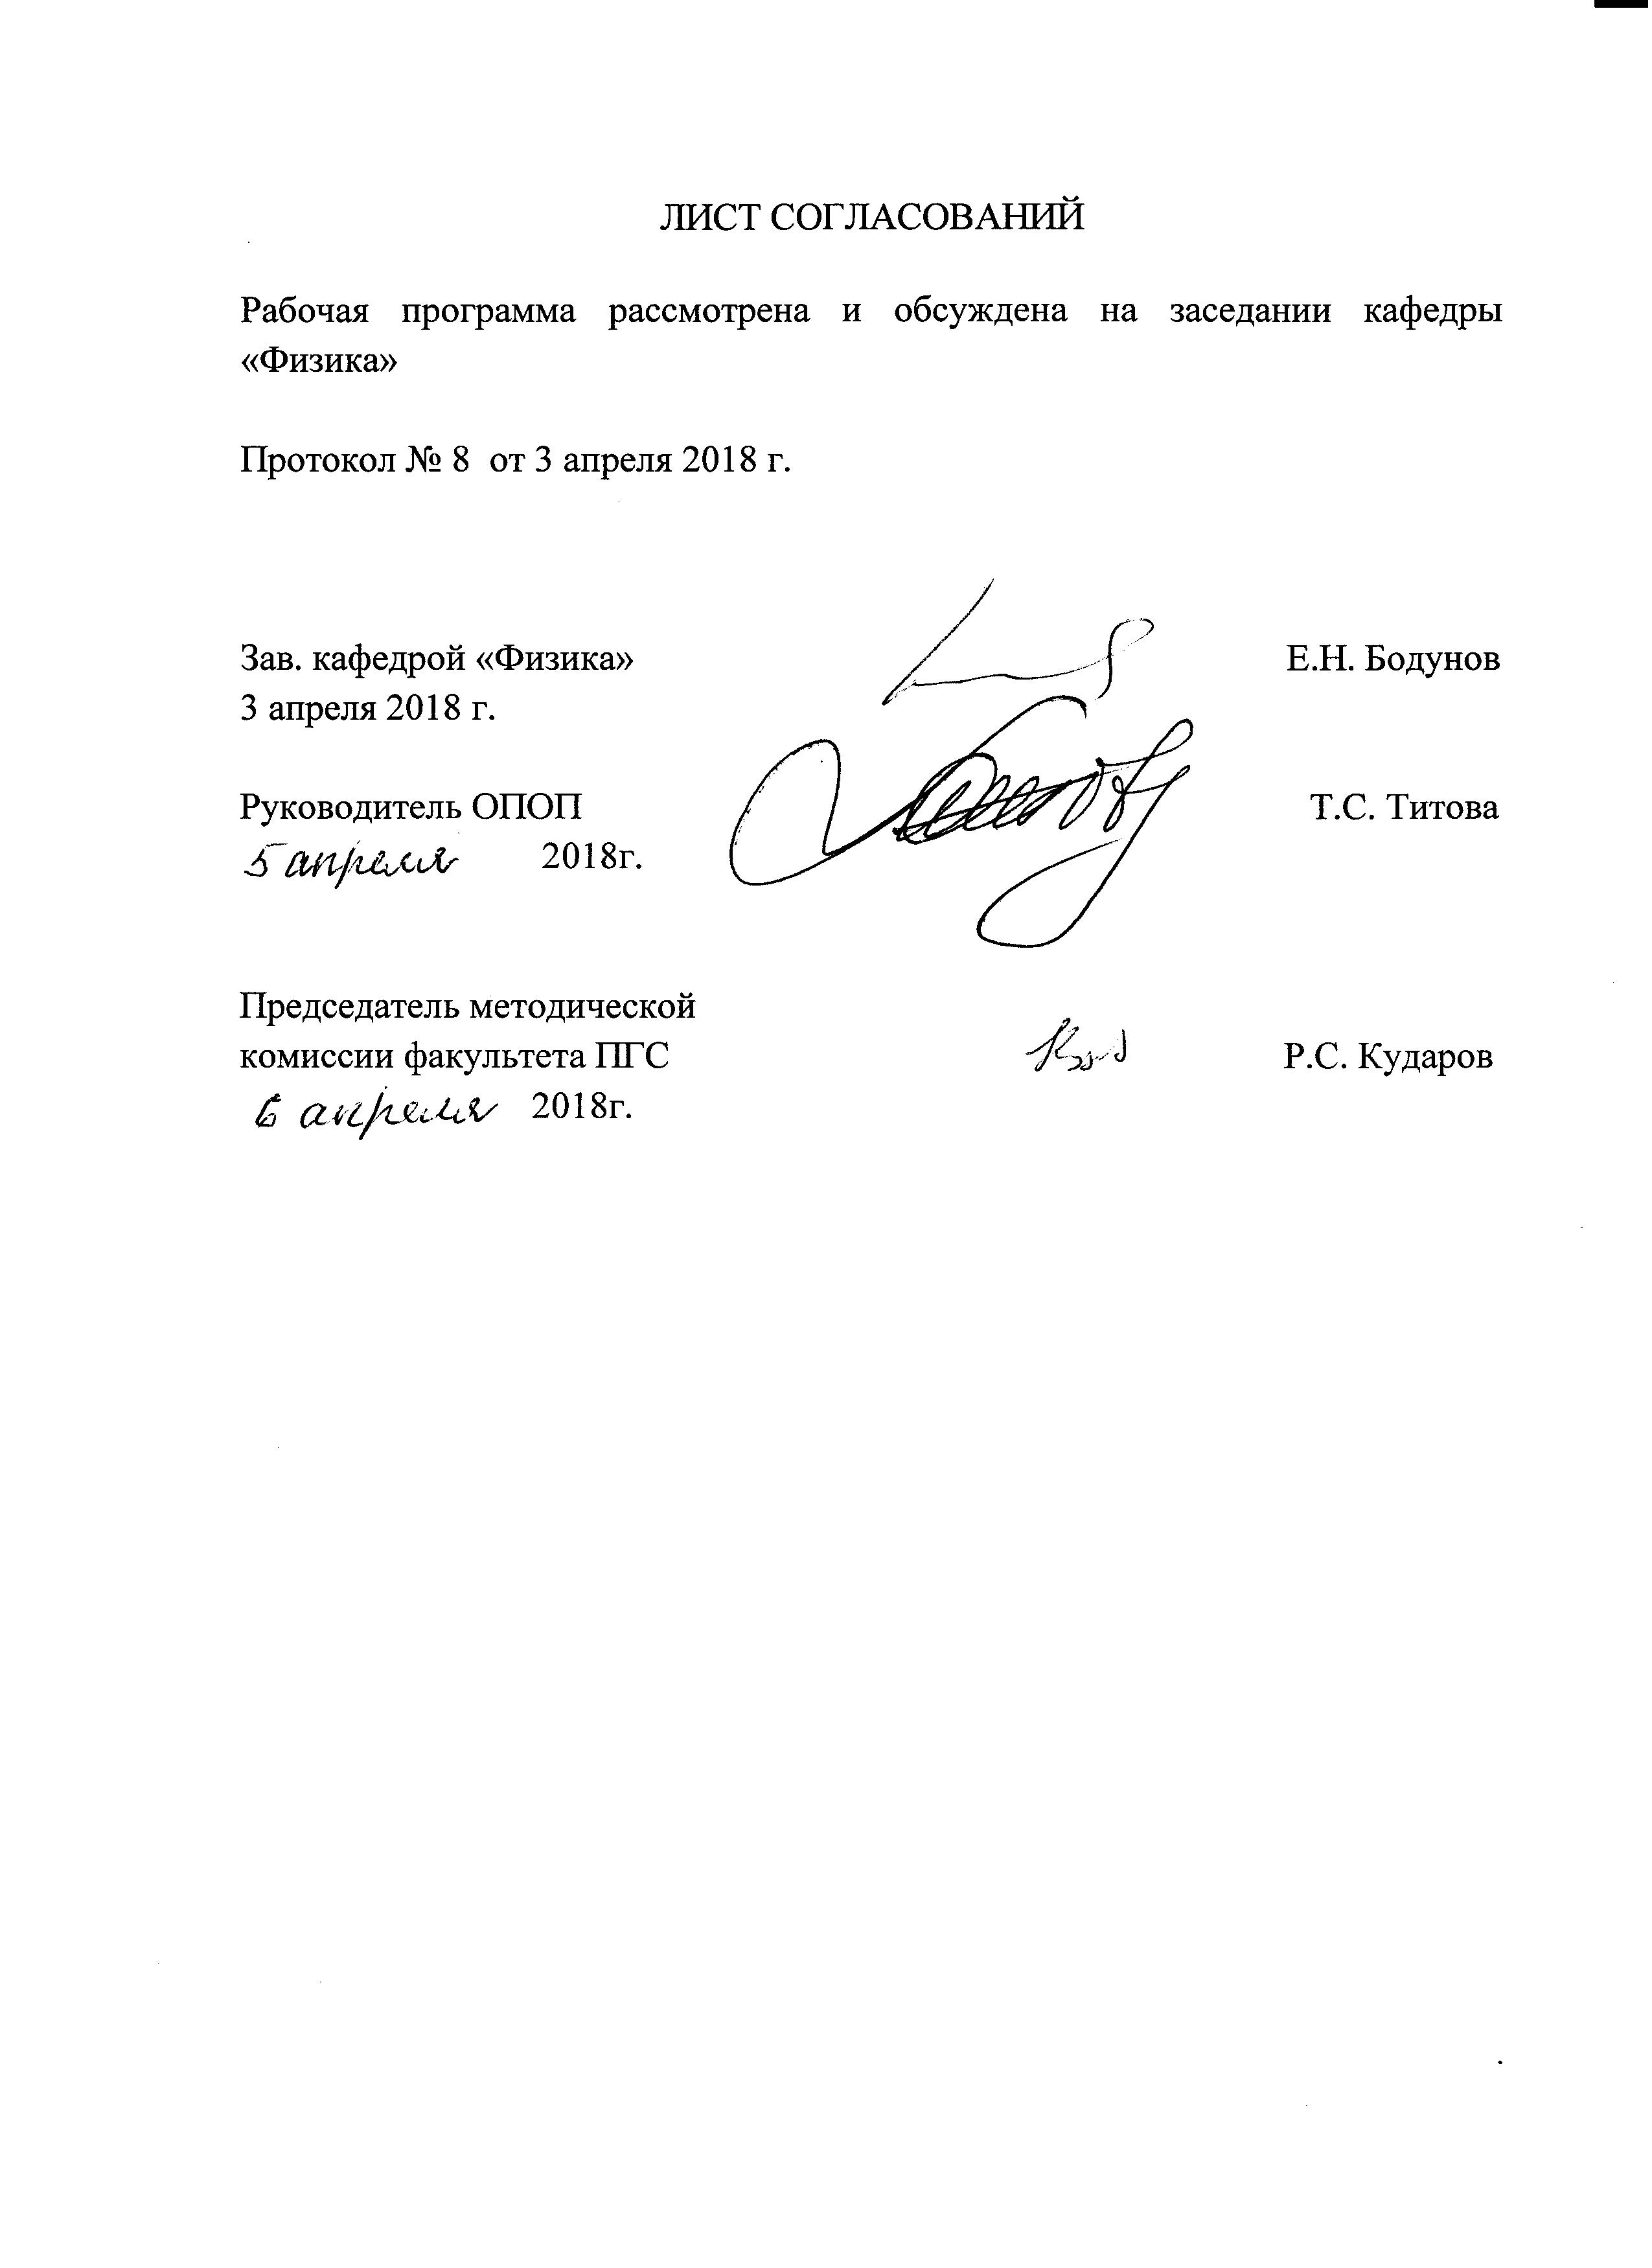 ЛИСТ СОГЛАСОВАНИЙ
Рабочая программа рассмотрена и обсуждена на заседании кафедры
«Физика»
Протокол № 8 от 3 апреля 2018 г.
Зав. кафедрой «Физика» Е.Н. Бодунов
3 апреля 2018 г.
Руководитель ОПОП Т.С. Титова
5 апреля 2018г.
Председатель методической
комиссии факультета ПГС Р.С. Кударов
6 апреля 2018г.